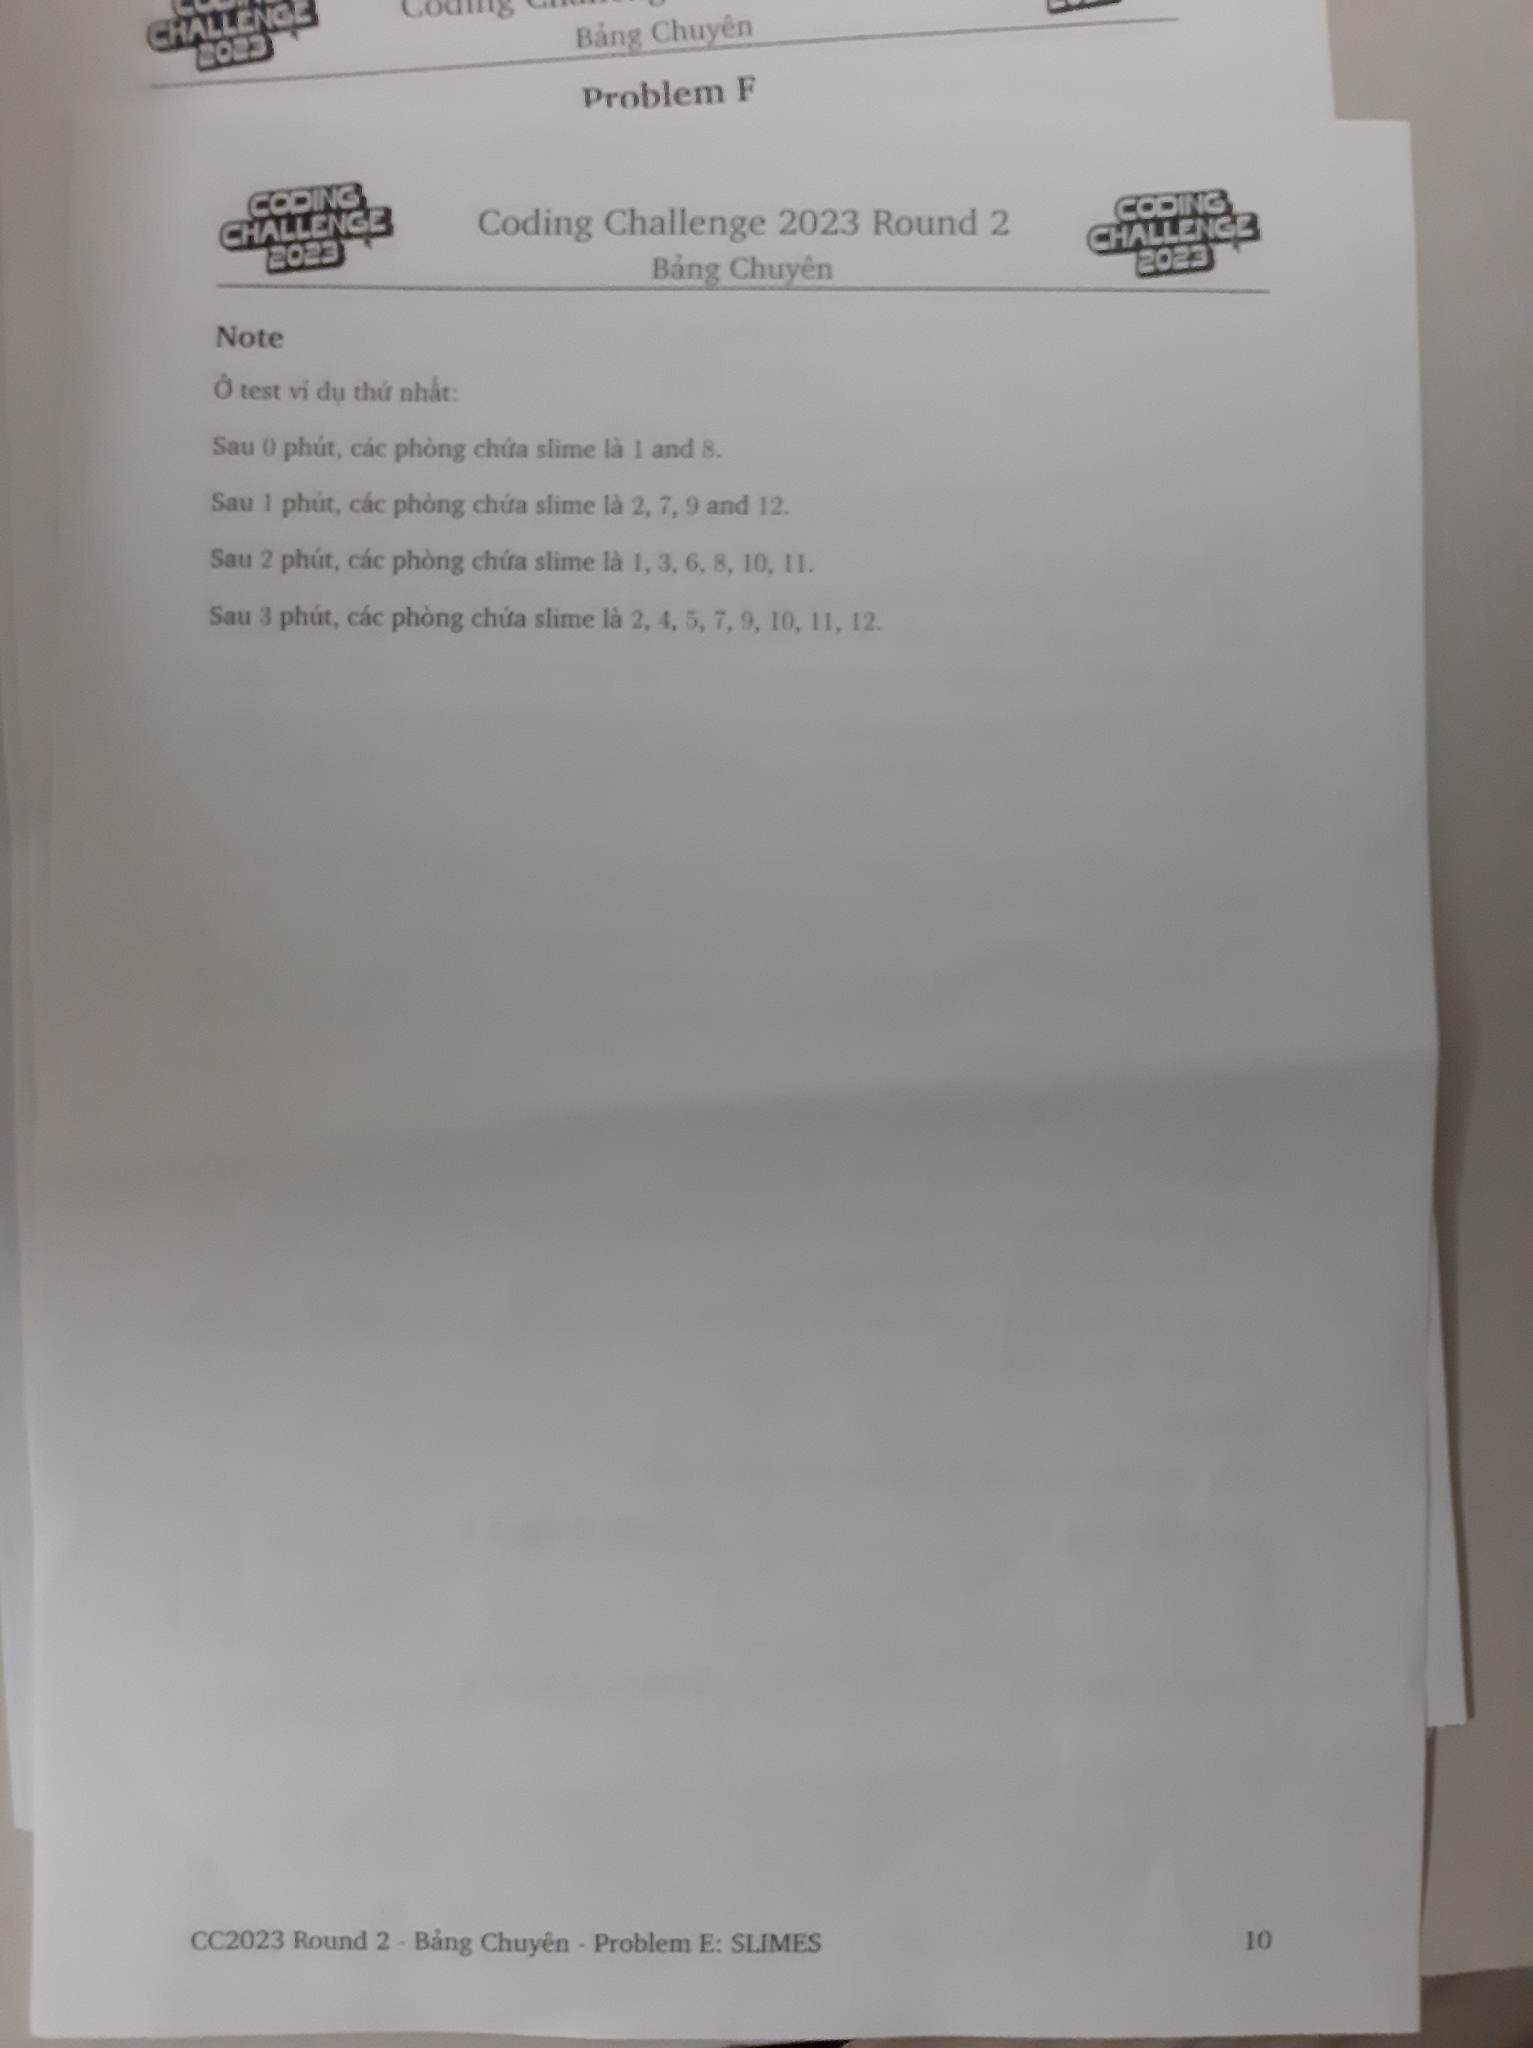 CHALLENGE
2023
Bảng Chuyên
Problem F
CODING
CHALLENGE
2023
Coding Challenge 2023 Round 2
Bảng Chuyên
CODING
CHALLENGE
2023
Note
Ở test ví dụ thứ nhất:
Sau 0 phút, các phòng chứa slime là 1 and 8.
Sau 1 phút, các phòng chứa slime là 2, 7, 9 and 12.
Sau 2 phút, các phòng chứa slime là 1, 3, 6, 8, 10, 11.
Sau 3 phút, các phòng chứa slime là 2, 4, 5, 7, 9, 10, 11, 12.
CC2023 Round 2 - Bảng Chuyên - Problem E: SLIMES 10